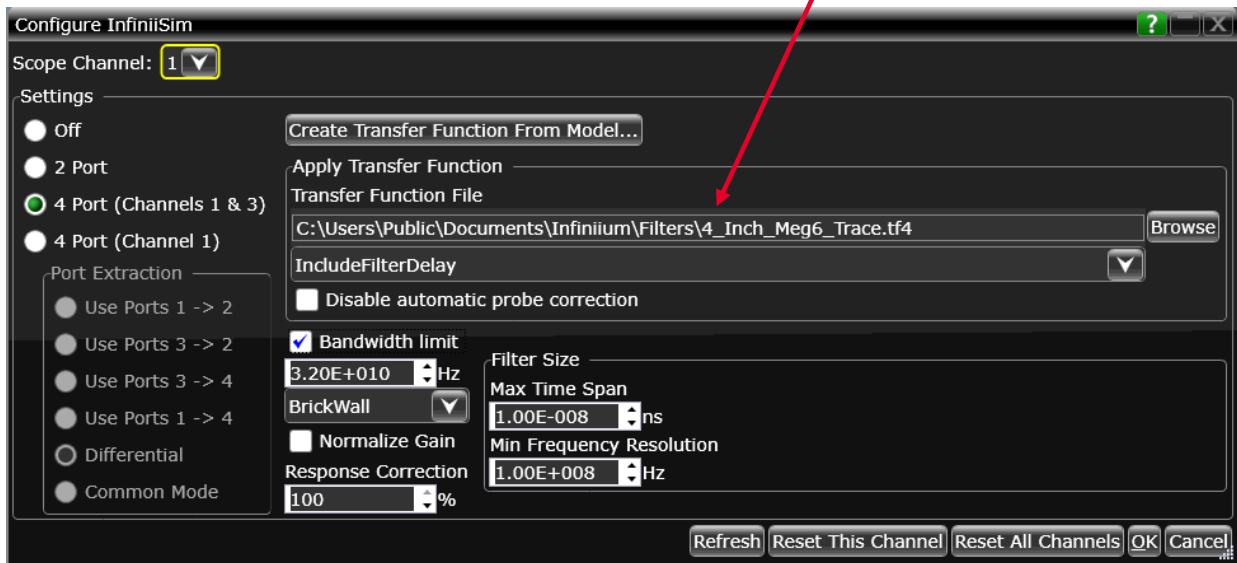 Configure InfiniiSim
?
X
Scope Channel: 1
Settings
Off
2 Port
4 Port (Channels 1 & 3)
4 Port (Channel 1)
Port Extraction
Use Ports 1 -> 2
Use Ports 3 -> 2
Use Ports 3 -> 4
Use Ports 1 -> 4
Differential
Common Mode
Create Transfer Function From Model...
Apply Transfer Function
Transfer Function File
C:\Users\Public\Documents\Infiniium\Filters\4_Inch_Meg6_Trace.tf4
Browse
IncludeFilterDelay
Disable automatic probe correction
Bandwidth limit
3.20E+010 Hz
BrickWall
Normalize Gain
Response Correction
100 %
Filter Size
Max Time Span
1.00E-008 ns
Min Frequency Resolution
1.00E+008 Hz
Refresh
Reset This Channel
Reset All Channels
OK
Cancel